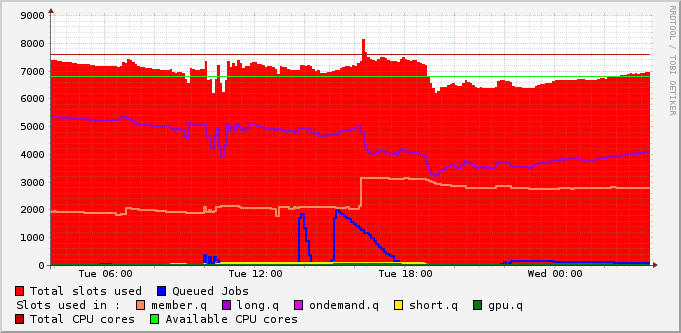 RRDTOOL / TOBI OETIKER
9000
8000
7000
6000
5000
4000
3000
2000
1000
0
Tue 06:00 Tue 12:00 Tue 18:00 Wed 00:00
Total slots used Queued Jobs
Slots used in : member.q long.q ondemand.q short.q gpu.q
Total CPU cores Available CPU cores